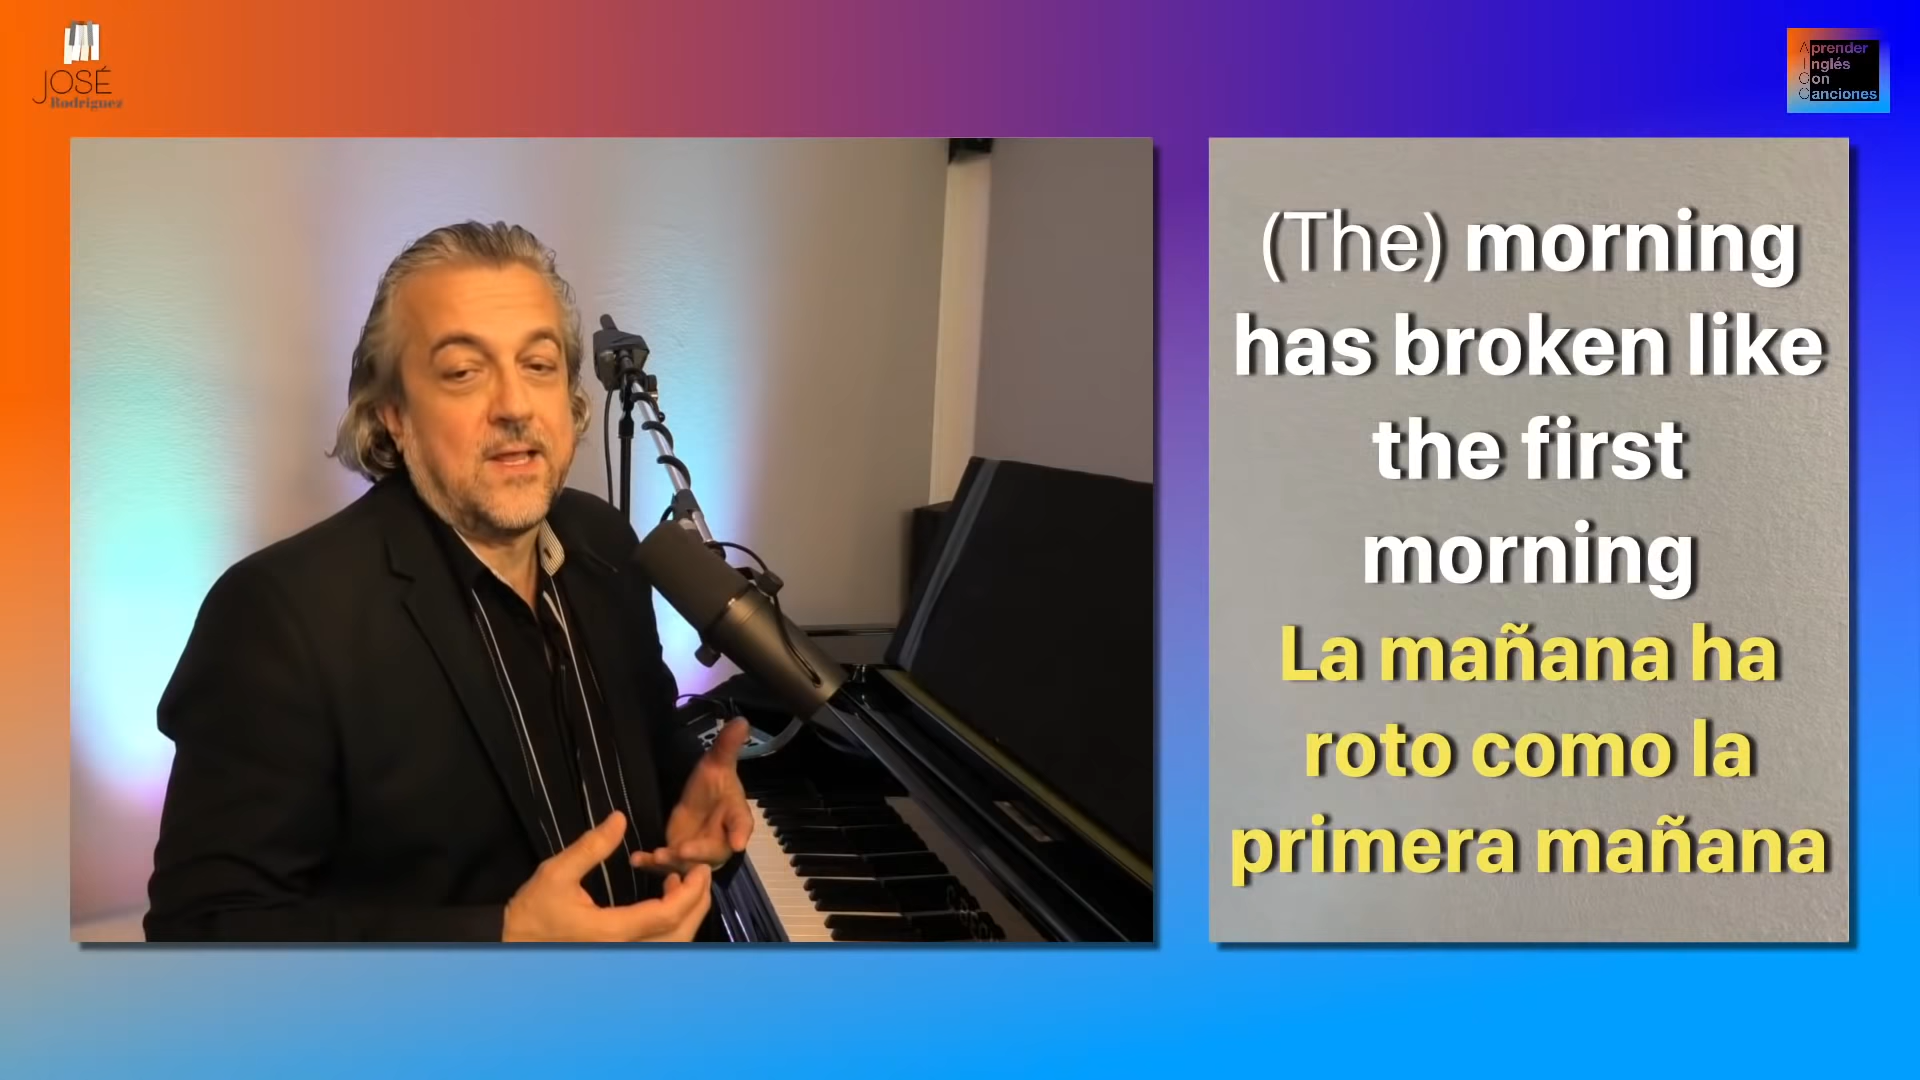 JOSÉ
Rodríguez
Aprender
Inglés
Con
Canciones
(The) morning
has broken like
the first
morning
La mañana ha
roto como la
primera mañana